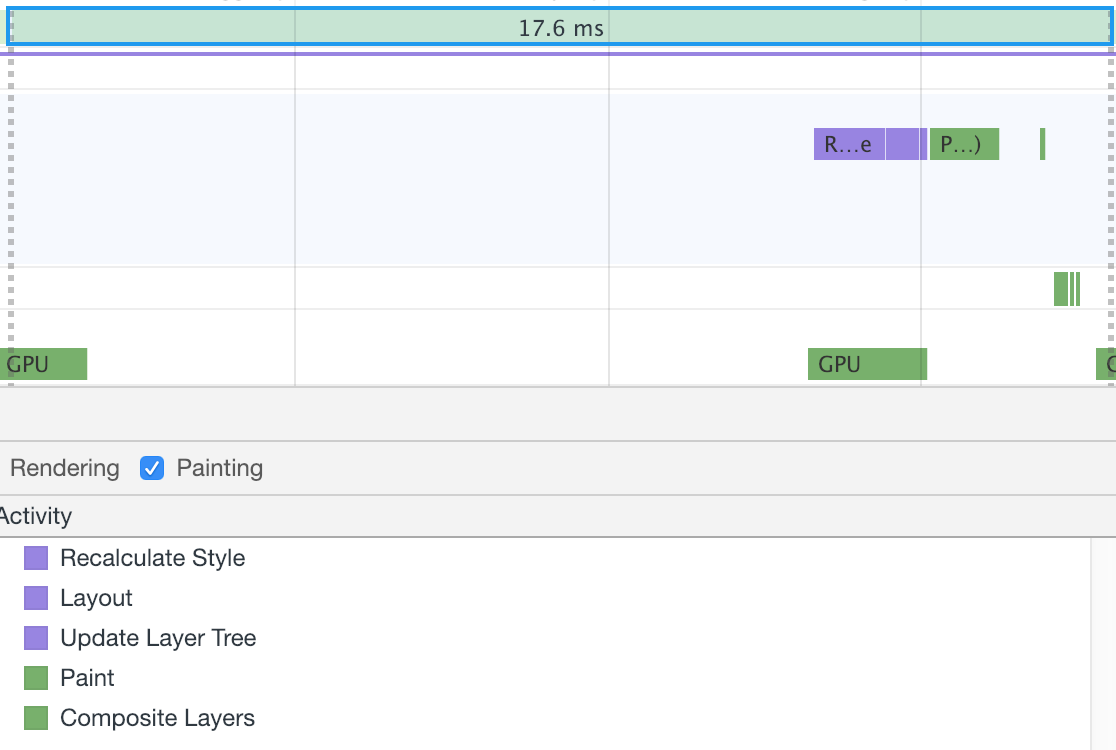 17.6 ms
R...e P...)
GPU GPU
Rendering Painting
Activity
Recalculate Style
Layout
Update Layer Tree
Paint
Composite Layers